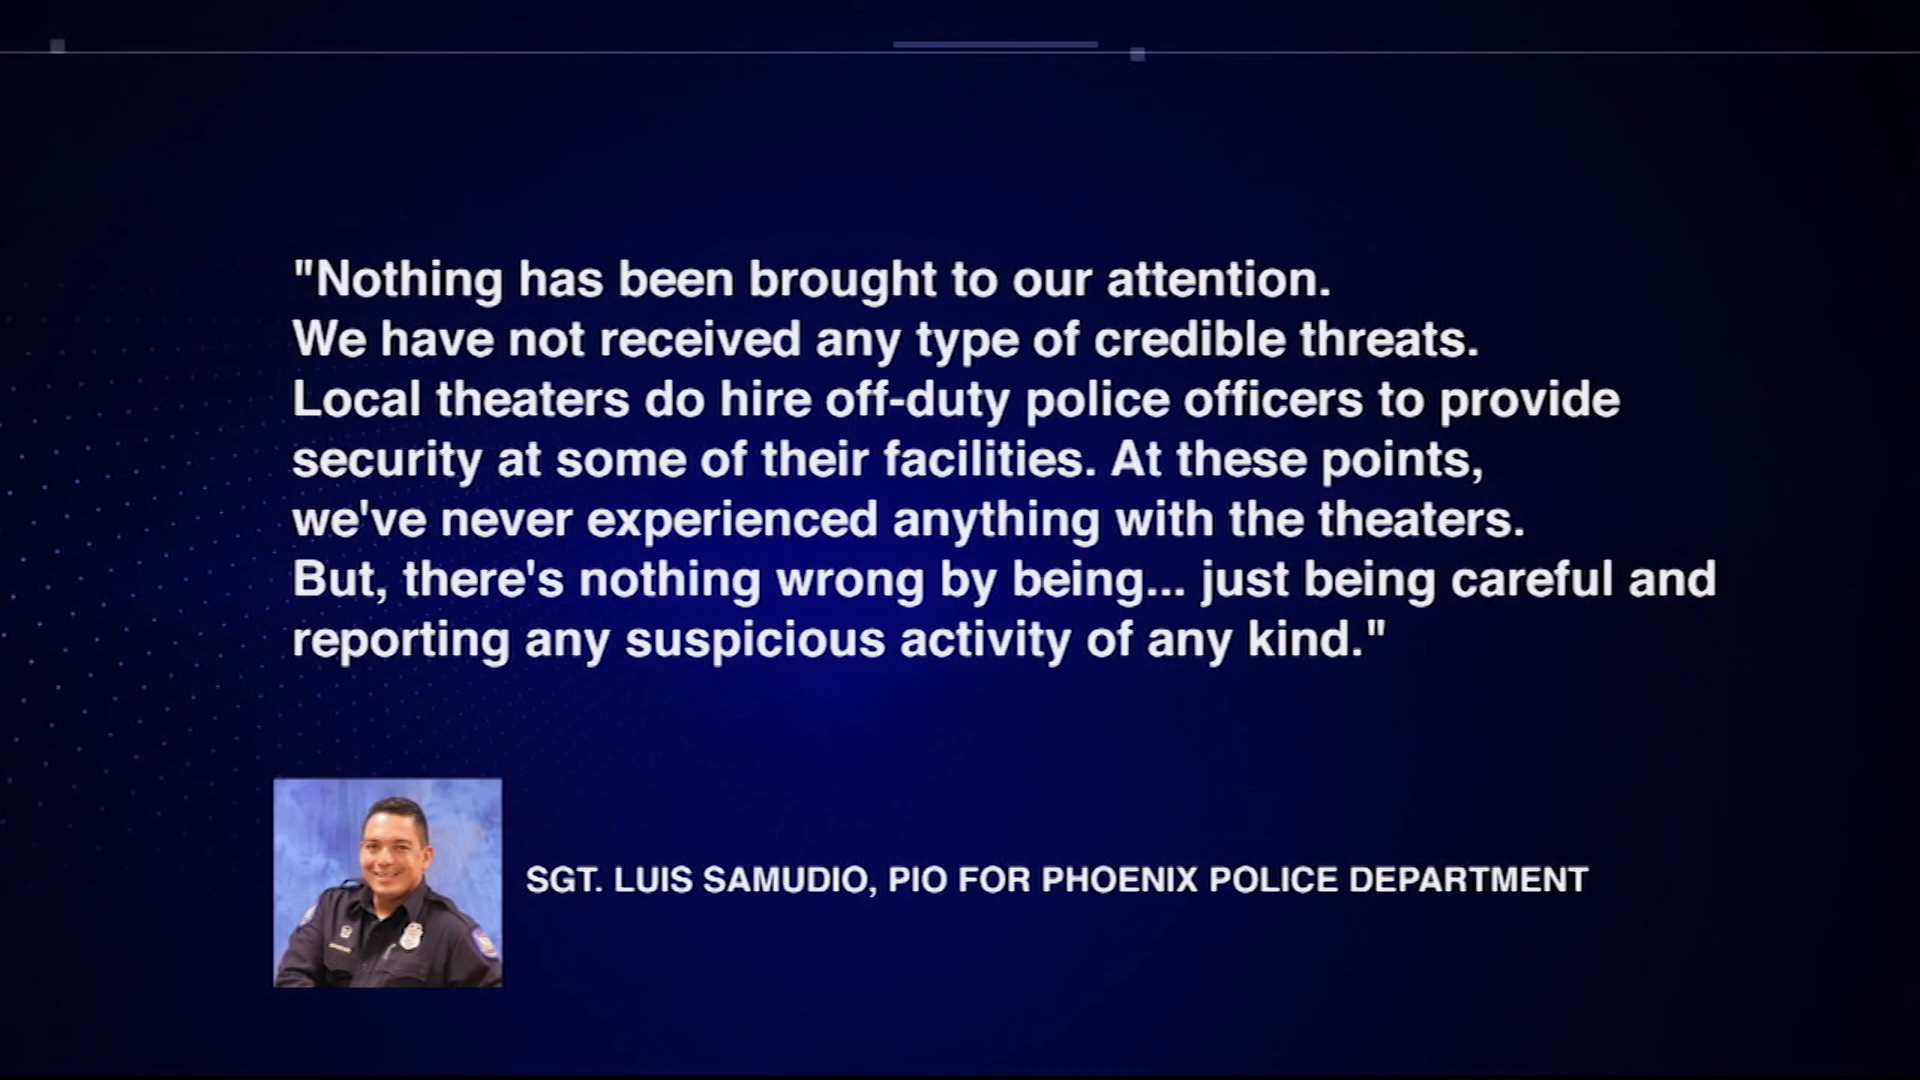 "Nothing has been brought to our attention.
We have not received any type of credible threats.
Local theaters do hire off-duty police officers to provide
security at some of their facilities. At these points,
we've never experienced anything with the theaters.
But, there's nothing wrong by being... just being careful and
reporting any suspicious activity of any kind."
SGT. LUIS SAMUDIO, PIO FOR PHOENIX POLICE DEPARTMENT